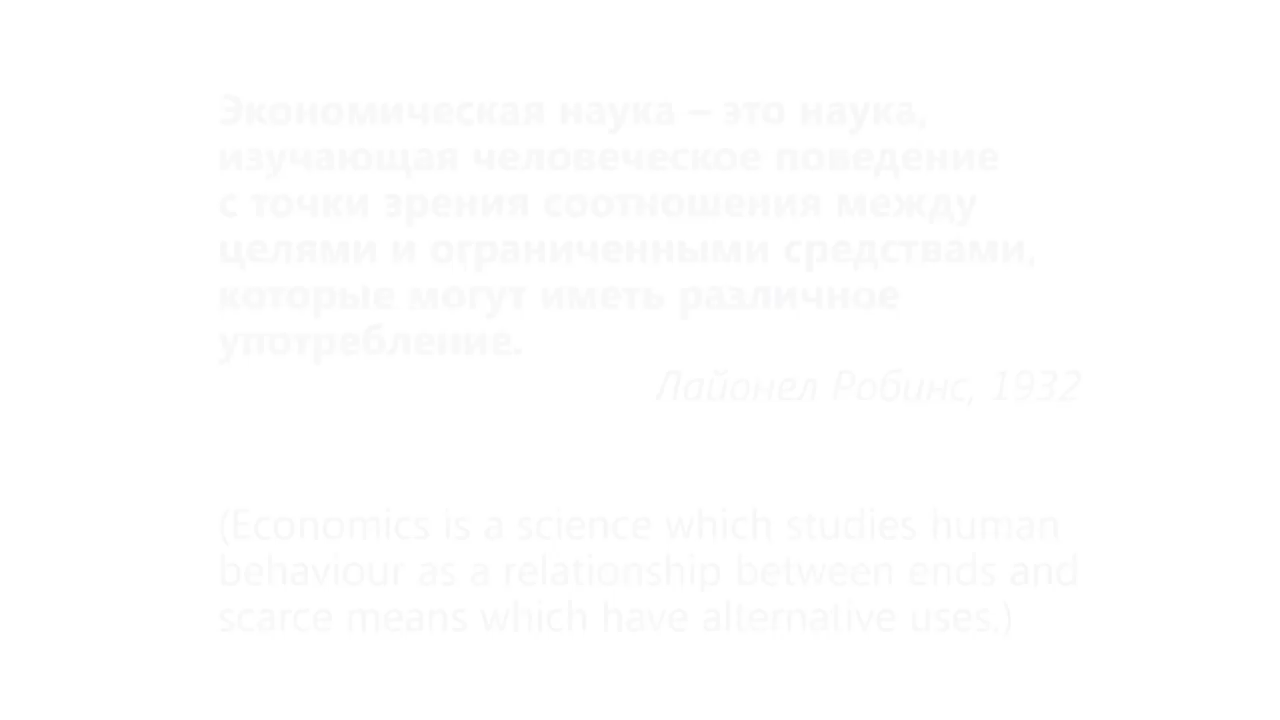 Экономическая наука – это наука,
изучающая человеческое поведение
с точки зрения соотношения между
целями и ограниченными средствами,
которые могут иметь различное
употребление.
Лайонел Робинс, 1932
(Economics is a science which studies human
behaviour as a relationship between ends and
scarce means which have alternative uses.)